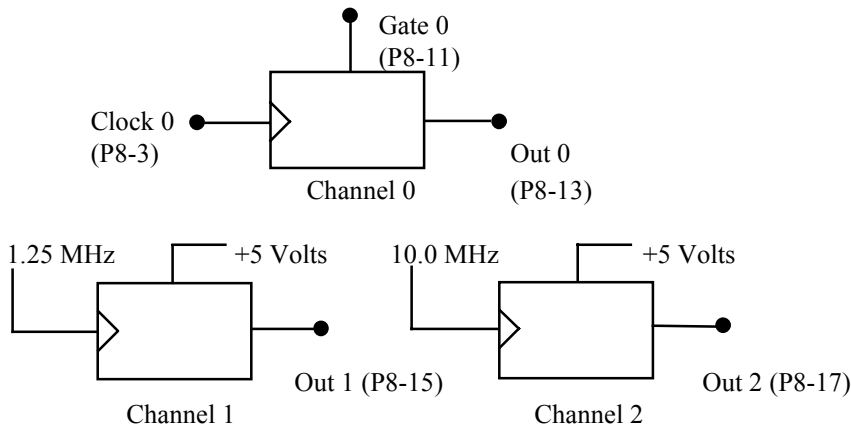 Gate 0
(P8-11)
Clock 0
(P8-3)
Out 0
(P8-13)
Channel 0
1.25 MHz
+5 Volts
10.0 MHz
+5 Volts
Out 1 (P8-15)
Out 2 (P8-17)
Channel 1
Channel 2